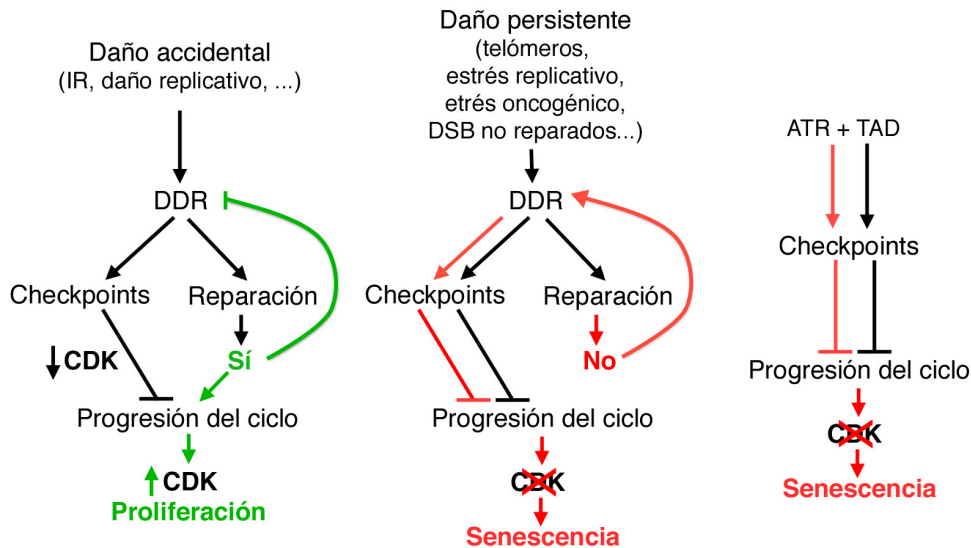 Daño accidental
(IR, daño replicativo, ...)
DDR
Checkpoints
Reparación
CDK
Sí
Progresión del ciclo
CDK
Proliferación
Daño persistente
(telómeros,
estrés replicativo,
etrés oncogénico,
DSB no reparados...)
DDR
Checkpoints
Reparación
No
Progresión del ciclo
CDK
Senescencia
ATR + TAD
Checkpoints
Progresión del ciclo
CDK
Senescencia